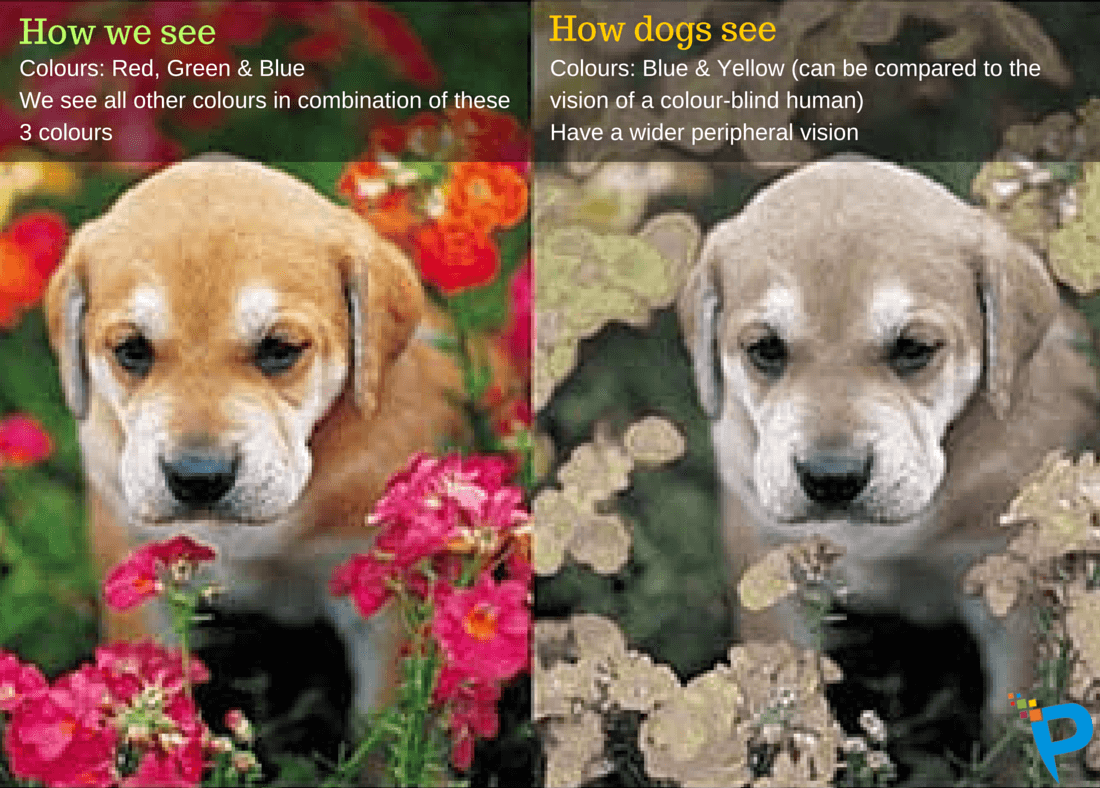 How we see
Colours: Red, Green & Blue
We see all other colours in combination of these
3 colours
How dogs see
Colours: Blue & Yellow (can be compared to the
vision of a colour-blind human)
Have a wider peripheral vision
P